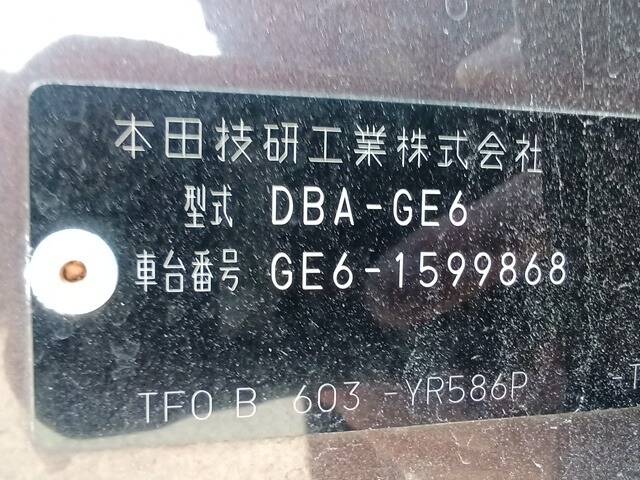 本田技研工業株式会社
型式 DBA-GE6
車台番号 GE6-1599868
TF0 B 603 -YR586P -T